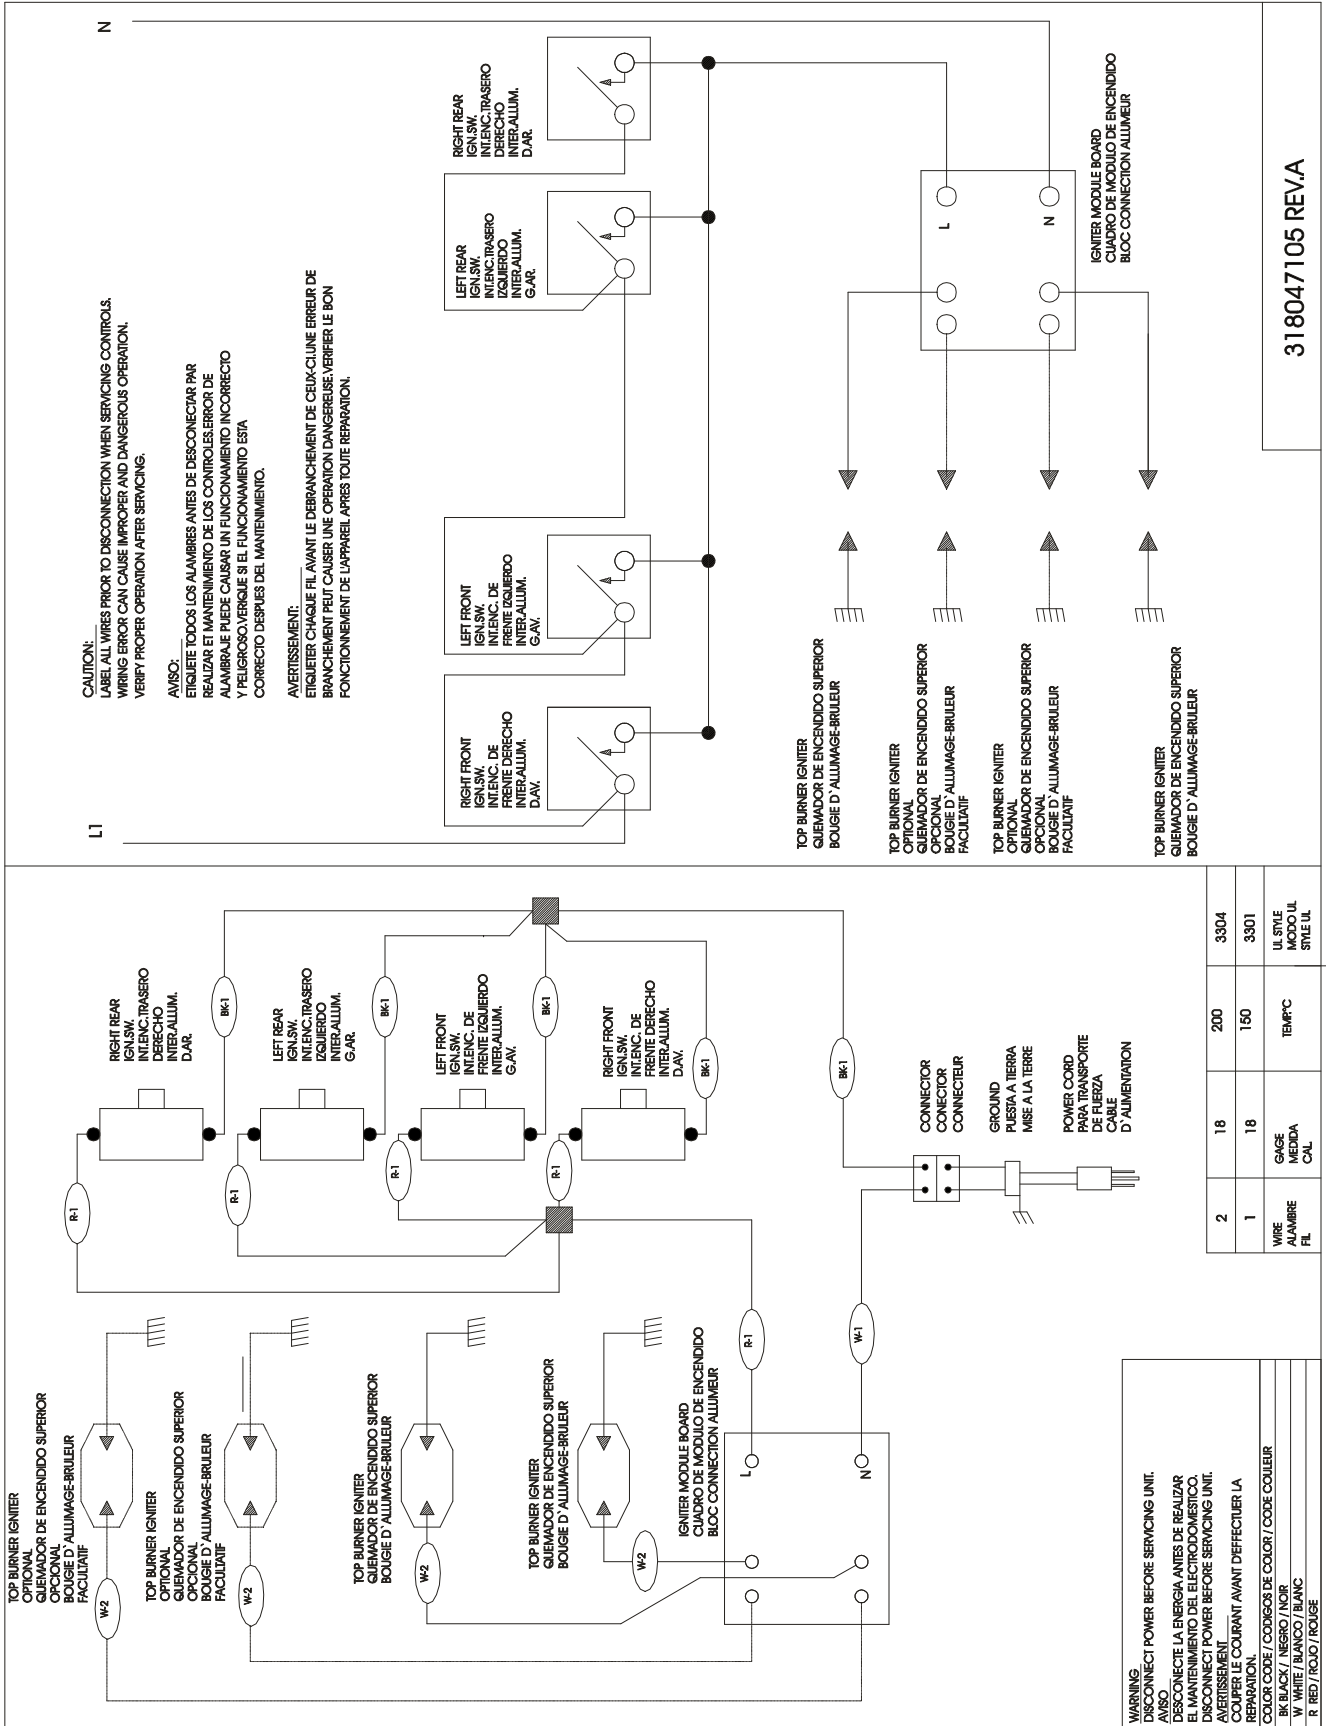 L1
N
CAUTION:
LABEL ALL WIRES PRIOR TO DISCONNECTION WHEN SERVICING CONTROLS.
WIRING ERROR CAN CAUSE IMPROPER AND DANGEROUS OPERATION.
VERIFY PROPER OPERATION AFTER SERVICING.
AVISO:
ETIQUETE TODOS LOS ALAMBRES ANTES DE DESCONECTAR PAR
REALIZAR ET MANTENIMIENTO DE LOS CONTROLES.ERROR DE
ALAMBRAJE PUEDE CAUSAR UN FUNCIONAMIENTO INCORRECTO
Y PELIGROSO.VERIQUE SI EL FUNCIONAMIENTO ESTA
CORRECTO DESPUES DEL MANTENIMIENTO.
AVERTISSEMENT:
ETIQUETER CHAQUE FIL AVANT LE DEBRANCHEMENT DE CEUX-CI.UNE ERREUR DE
BRANCHEMENT PEUT CAUSER UNE OPERATION DANGEREUSE.VERIFIER LE BON
FONCTIONNEMENT DE L'APPAREIL APRES TOUTE REPARATION.
RIGHT FRONT
IGN.SW.
INT.ENC. DE
FRENTE DERECHO
INTER.ALLUM.
D.AV.
LEFT FRONT
IGN.SW.
INT.ENC. DE
FRENTE IZQUIERDO
INTER.ALLUM.
G.AV.
LEFT REAR
IGN.SW.
INT.ENC.TRASERO
IZQUIERDO
INTER.ALLUM.
G.AR.
RIGHT REAR
IGN.SW.
INT.ENC.TRASERO
DERECHO
INTER.ALLUM.
D.AR.
L
N
IGNITER MODULE BOARD
CUADRO DE MODULO DE ENCENDIDO
BLOC CONNECTION ALLUMEUR
TOP BURNER IGNITER
QUEMADOR DE ENCENDIDO SUPERIOR
BOUGIE D`ALLUMAGE-BRULEUR
TOP BURNER IGNITER
OPTIONAL
QUEMADOR DE ENCENDIDO SUPERIOR
OPCIONAL
BOUGIE D`ALLUMAGE-BRULEUR
FACULTATIF
TOP BURNER IGNITER
OPTIONAL
QUEMADOR DE ENCENDIDO SUPERIOR
OPCIONAL
BOUGIE D`ALLUMAGE-BRULEUR
FACULTATIF
TOP BURNER IGNITER
QUEMADOR DE ENCENDIDO SUPERIOR
BOUGIE D`ALLUMAGE-BRULEUR
318047105 REV.A
TOP BURNER IGNITER
OPTIONAL
QUEMADOR DE ENCENDIDO SUPERIOR
OPCIONAL
BOUGIE D`ALLUMAGE-BRULEUR
FACULTATIF
W-2
TOP BURNER IGNITER
OPTIONAL
QUEMADOR DE ENCENDIDO SUPERIOR
OPCIONAL
BOUGIE D`ALLUMAGE-BRULEUR
FACULTATIF
W-2
TOP BURNER IGNITER
QUEMADOR DE ENCENDIDO SUPERIOR
BOUGIE D`ALLUMAGE-BRULEUR
W-2
TOP BURNER IGNITER
QUEMADOR DE ENCENDIDO SUPERIOR
BOUGIE D`ALLUMAGE-BRULEUR
W-2
IGNITER MODULE BOARD
CUADRO DE MODULO DE ENCENDIDO
BLOC CONNECTION ALLUMEUR
L
N
R-1
W-1
RIGHT REAR
IGN.SW.
INT.ENC.TRASERO
DERECHO
INTER.ALLUM.
D.AR.
R-1
BK-1
LEFT REAR
IGN.SW.
INT.ENC.TRASERO
IZQUIERDO
INTER.ALLUM.
G.AR.
R-1
BK-1
LEFT FRONT
IGN.SW.
INT.ENC. DE
FRENTE IZQUIERDO
INTER.ALLUM.
G.AV.
R-1
BK-1
RIGHT FRONT
IGN.SW.
INT.ENC. DE
FRENTE DERECHO
INTER.ALLUM.
D.AV.
R-1
BK-1
BK-1
CONNECTOR
CONECTOR
CONNECTEUR
GROUND
PUESTA A TIERRA
MISE A LA TERRE
POWER CORD
PARA TRANSPORTE
DE FUERZA
CABLE
D`ALIMENTATION
2 18 200 3304
1 18 150 3301
WIRE GAGE TEMP.°C UL STYLE
ALAMBRE MEDIDA MODO UL
FIL CAL. STYLE UL
WARNING
DISCONNECT POWER BEFORE SERVICING UNIT.
AVISO
DESCONECTE LA ENERGIA ANTES DE REALIZAR
EL MANTENIMIENTO DEL ELECTRODOMESTICO.
DISCONNECT POWER BEFORE SERVICING UNIT.
AVERTISSEMENT
COUPER LE COURANT AVANT D'EFFECTUER LA
REPARATION.
COLOR CODE / CODIGOS DE COLOR / CODE COULEUR
BK BLACK / NEGRO / NOIR
W WHITE / BLANCO / BLANC
R RED / ROJO / ROUGE